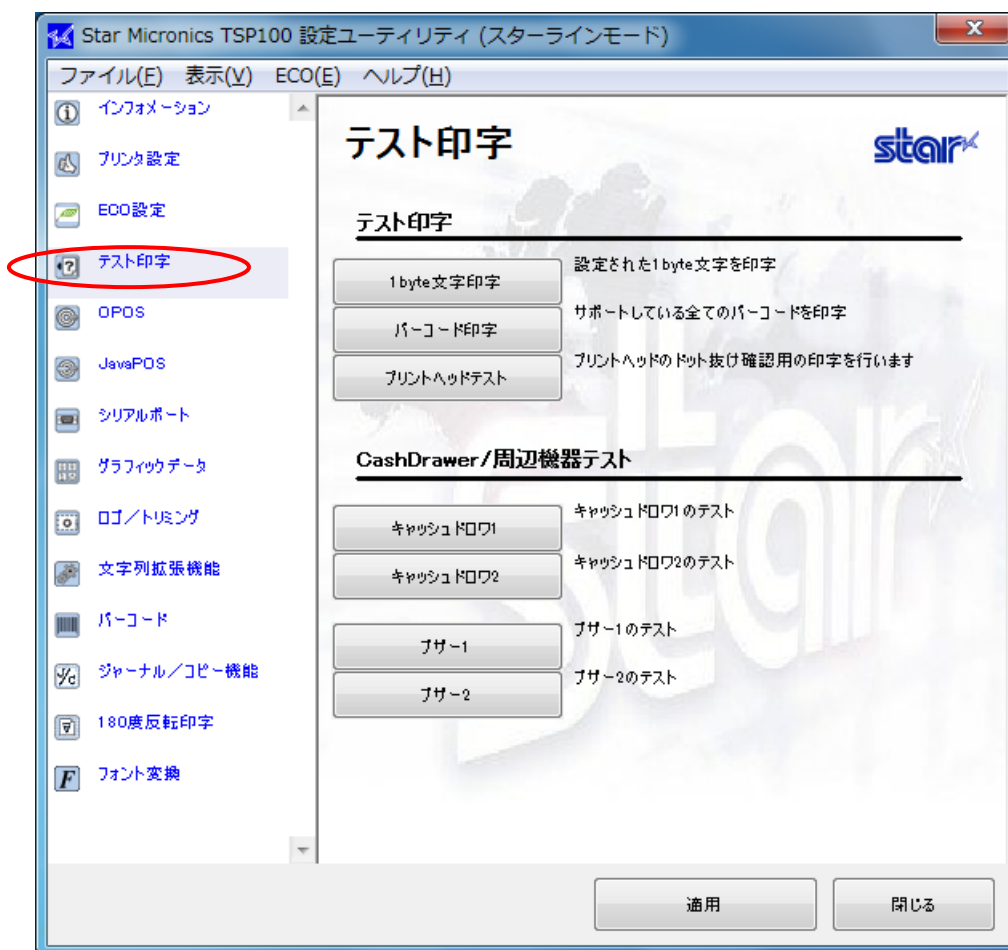 Star Micronics TSP100 設定ユーティリティ (スターラインモード)
ファイル(F) 表示(V) ECO(E) ヘルプ(H)
インフォメーション
プリンタ設定
ECO設定
テスト印字
OPOS
JavaPOS
シリアルポート
グラフィックデータ
ロゴ／トリミング
文字列拡張機能
バーコード
ジャーナル／コピー機能
180度反転印字
フォント変換
テスト印字
star
テスト印字
1byte文字印字
設定された1byte文字を印字
バーコード印字
サポートしている全てのバーコードを印字
プリントヘッドテスト
プリントヘッドのドット抜け確認用の印字を行います
CashDrawer/周辺機器テスト
キャッシュドロワ1
キャッシュドロワ1のテスト
キャッシュドロワ2
キャッシュドロワ2のテスト
ブザー1
ブザー1のテスト
ブザー2
ブザー2のテスト
適用
閉じる